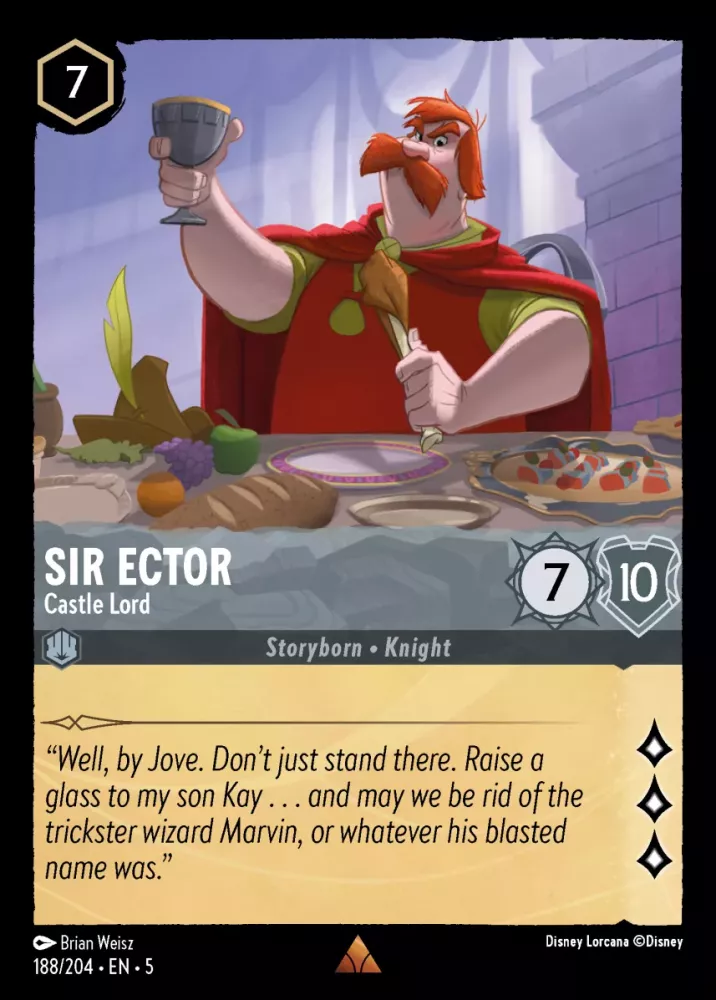 7
SIR ECTOR
Castle Lord
7
10
Storyborn • Knight
“Well, by Jove. Don’t just stand there. Raise a
glass to my son Kay . . . and may we be rid of the
trickster wizard Marvin, or whatever his blasted
name was.”
Brian Weisz
Disney Lorcana ©Disney
188/204 • EN • 5